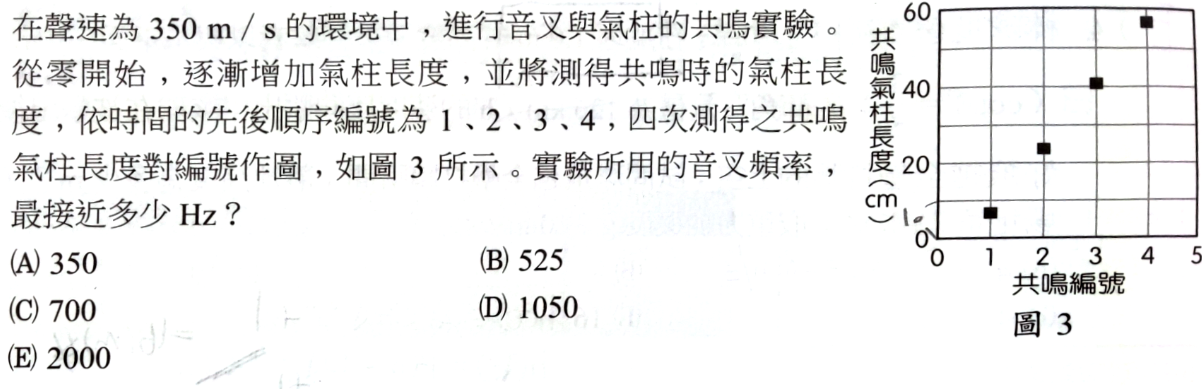 在聲速為 350 m / s 的環境中，進行音叉與氣柱的共鳴實驗。
從零開始，逐漸增加氣柱長度，並將測得共鳴時的氣柱長
度，依時間的先後順序編號為 1、2、3、4，四次測得之共鳴
氣柱長度對編號作圖，如圖 3 所示。實驗所用的音叉頻率，
最接近多少 Hz？
(A) 350
(B) 525
(C) 700
(D) 1050
(E) 2000
共鳴氣柱長度(cm)
60
40
20
0
10
0 1 2 3 4 5
共鳴編號
圖 3